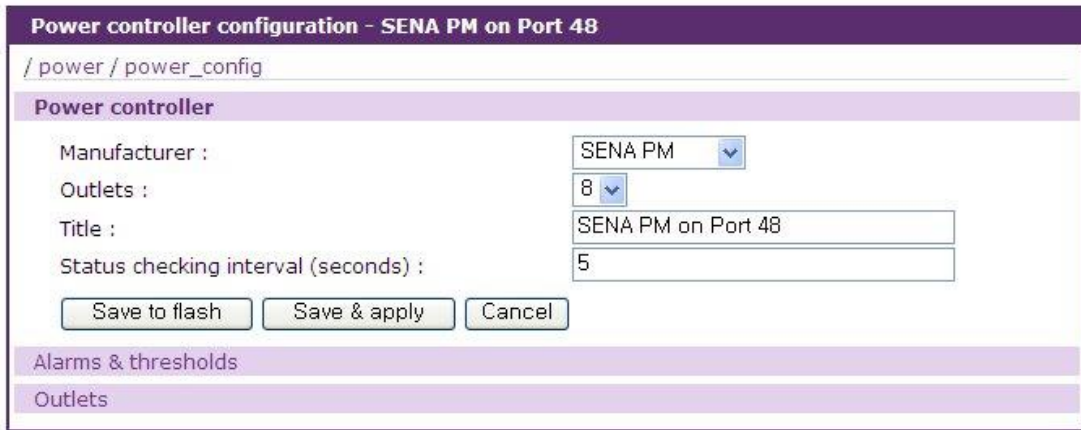 Power controller configuration - SENA PM on Port 48
/ power / power_config
Power controller
Manufacturer : SENA PM
Outlets : 8
Title : SENA PM on Port 48
Status checking interval (seconds) : 5
Save to flash Save & apply Cancel
Alarms & thresholds
Outlets